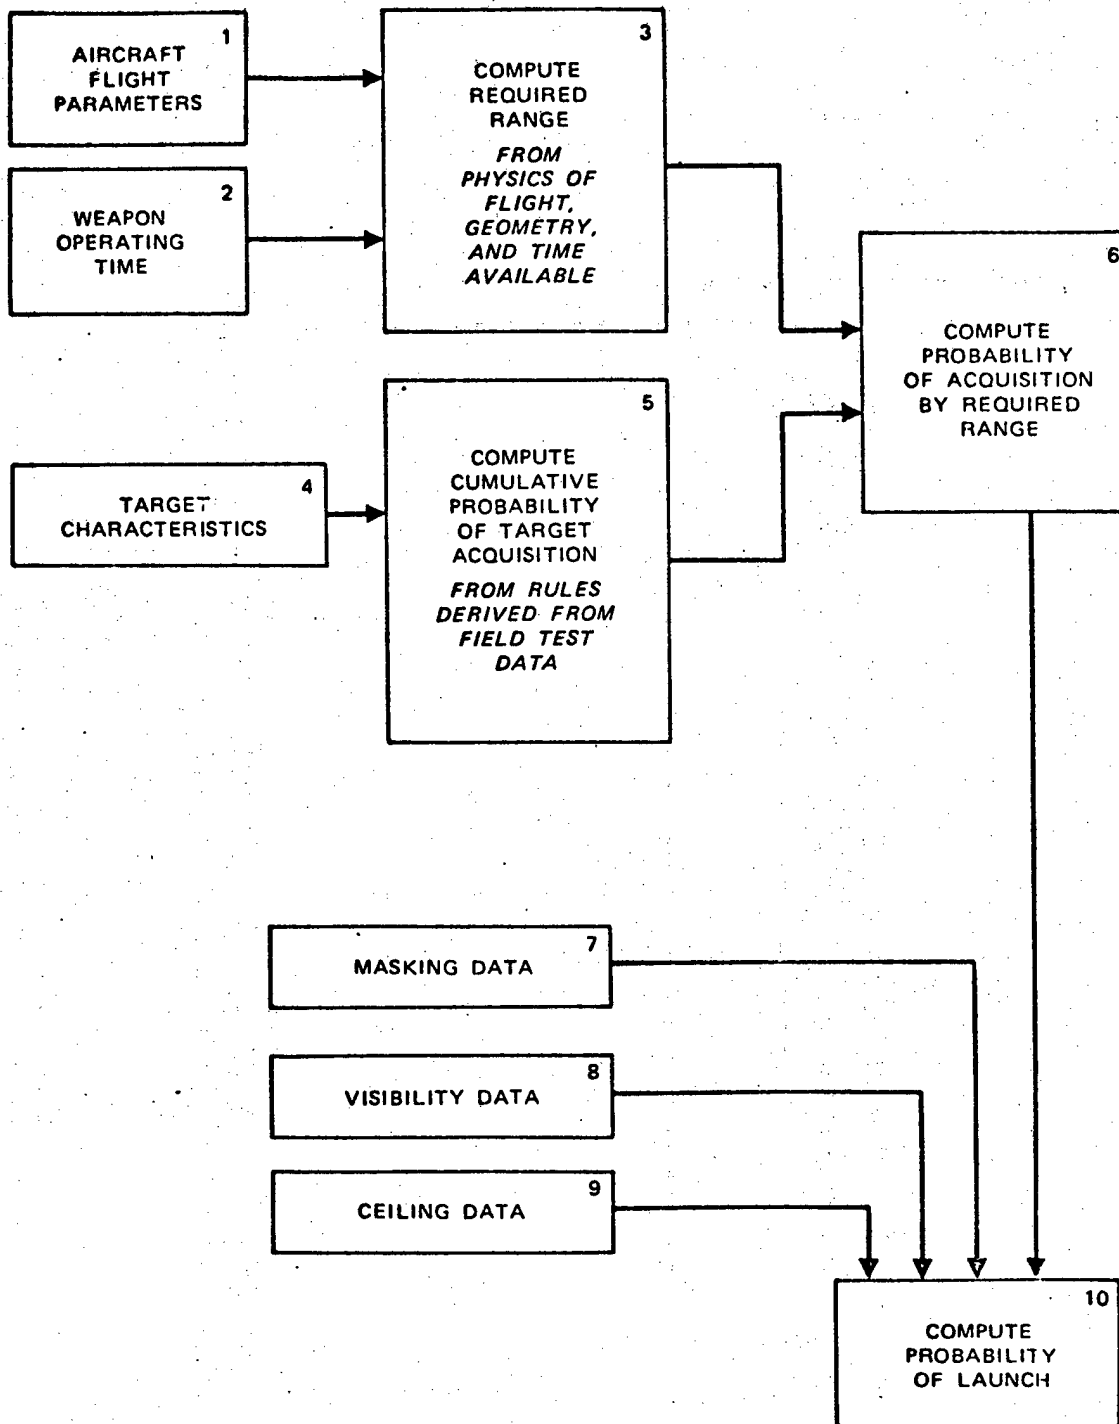 1
AIRCRAFT
FLIGHT
PARAMETERS
2
WEAPON
OPERATING
TIME
3
COMPUTE
REQUIRED
RANGE
FROM
PHYSICS OF
FLIGHT,
GEOMETRY,
AND TIME
AVAILABLE
4
TARGET
CHARACTERISTICS
5
COMPUTE
CUMULATIVE
PROBABILITY
OF TARGET
ACQUISITION
FROM RULES
DERIVED FROM
FIELD TEST
DATA
6
COMPUTE
PROBABILITY
OF ACQUISITION
BY REQUIRED
RANGE
7
MASKING DATA
8
VISIBILITY DATA
9
CEILING DATA
10
COMPUTE
PROBABILITY
OF LAUNCH